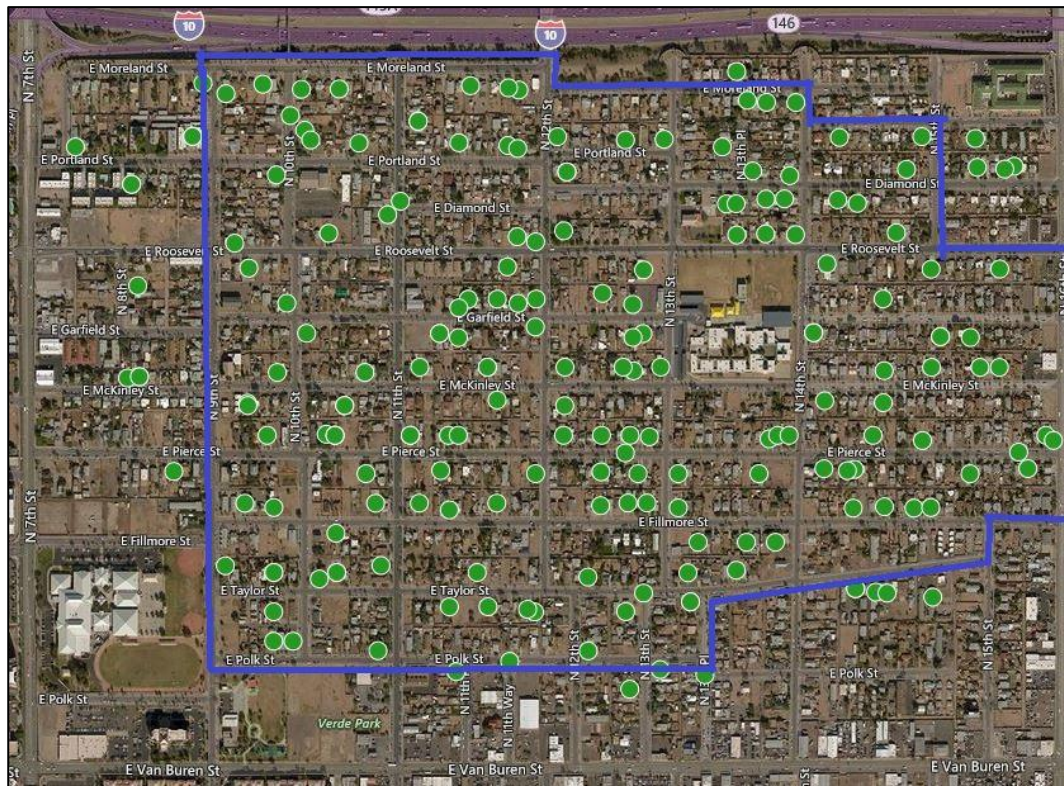 10
10
146
E Moreland St
E Moreland St
E Moreland St
N 7th St
N 10th St
N 12th St
N 13th Pl
N 15th St
E Portland St
E Portland St
E Portland St
E Diamond St
E Diamond St
E Roosevelt St
E Roosevelt St
E Roosevelt St
N 8th St
N 13th St
E Garfield St
E Garfield St
E McKinley St
E McKinley St
E McKinley St
N 9th St
N 10th St
N 11th St
N 14th St
E Pierce St
E Pierce St
E Pierce St
N 7th St
E Fillmore St
E Fillmore St
E Taylor St
E Taylor St
E Polk St
E Polk St
E Polk St
E Polk St
N 12th St
N 13th St
N 15th St
N 11th Way
Verde Park
E Van Buren St
E Van Buren St
E Van Buren St